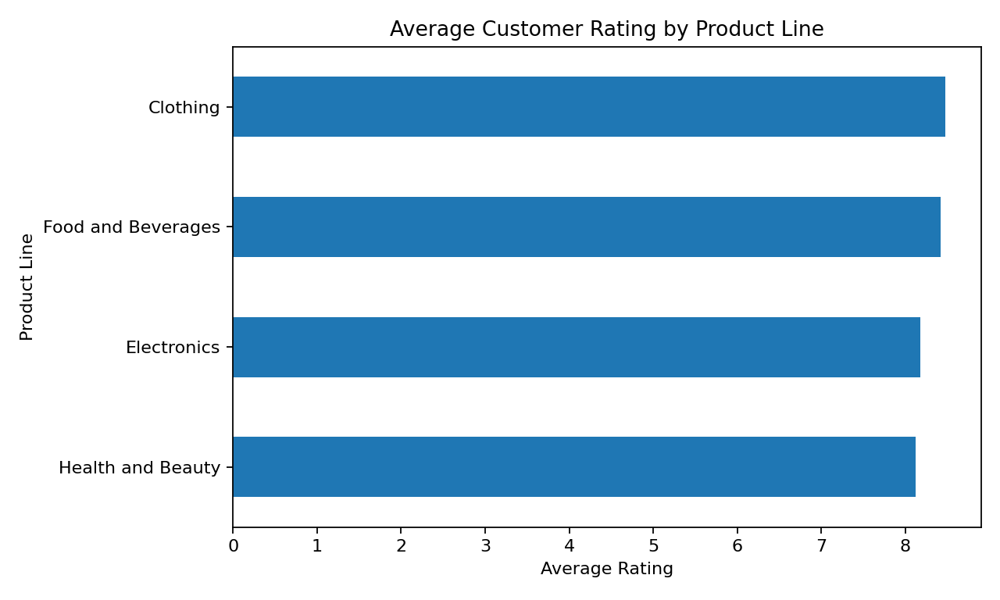 Average Customer Rating by Product Line
Product Line
Clothing
Food and Beverages
Electronics
Health and Beauty
0 1 2 3 4 5 6 7 8
Average Rating